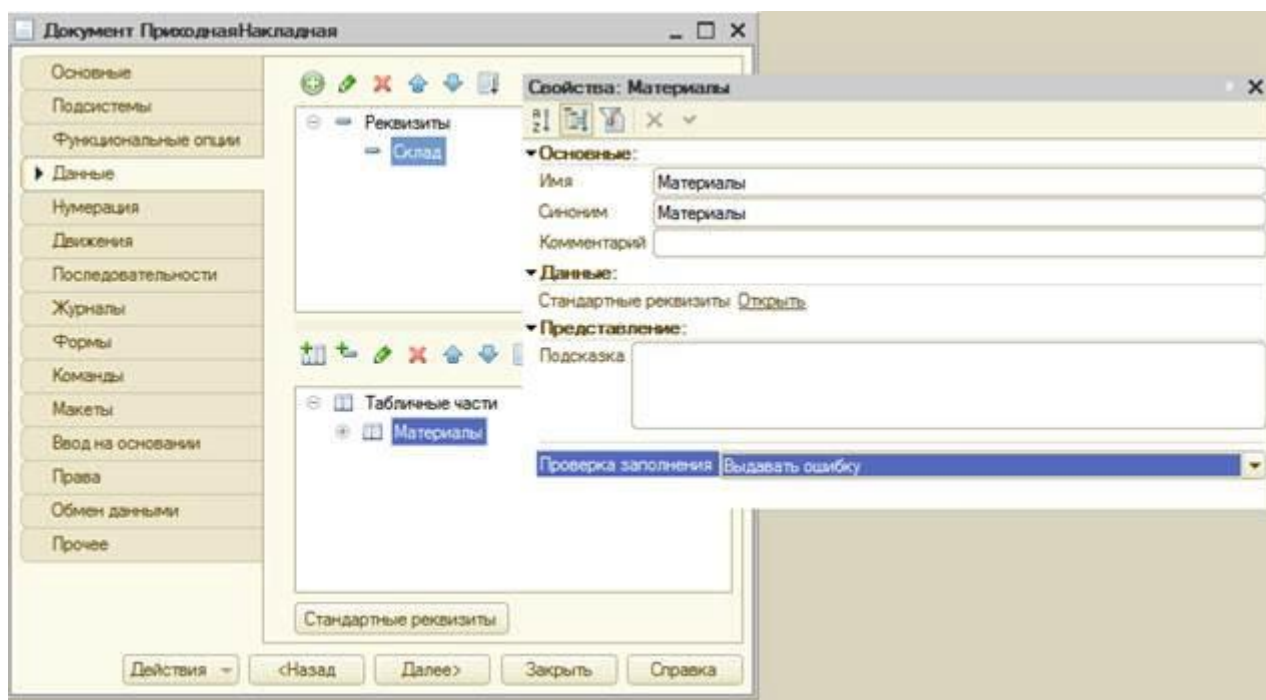 Документ ПриходнаяНакладная
Основные
Подсистемы
Функциональные опции
Данные
Нумерация
Движения
Последовательности
Журналы
Формы
Команды
Макеты
Ввод на основании
Права
Обмен данными
Прочее
Реквизиты
Склад
Табличные части
Материалы
Стандартные реквизиты
Действия
<Назад
Далее>
Закрыть
Справка
Свойства: Материалы
Основные:
Имя Материалы
Синоним Материалы
Комментарий
Данные:
Стандартные реквизиты Открыть
Представление:
Подсказка
Проверка заполнения Выдавать ошибку